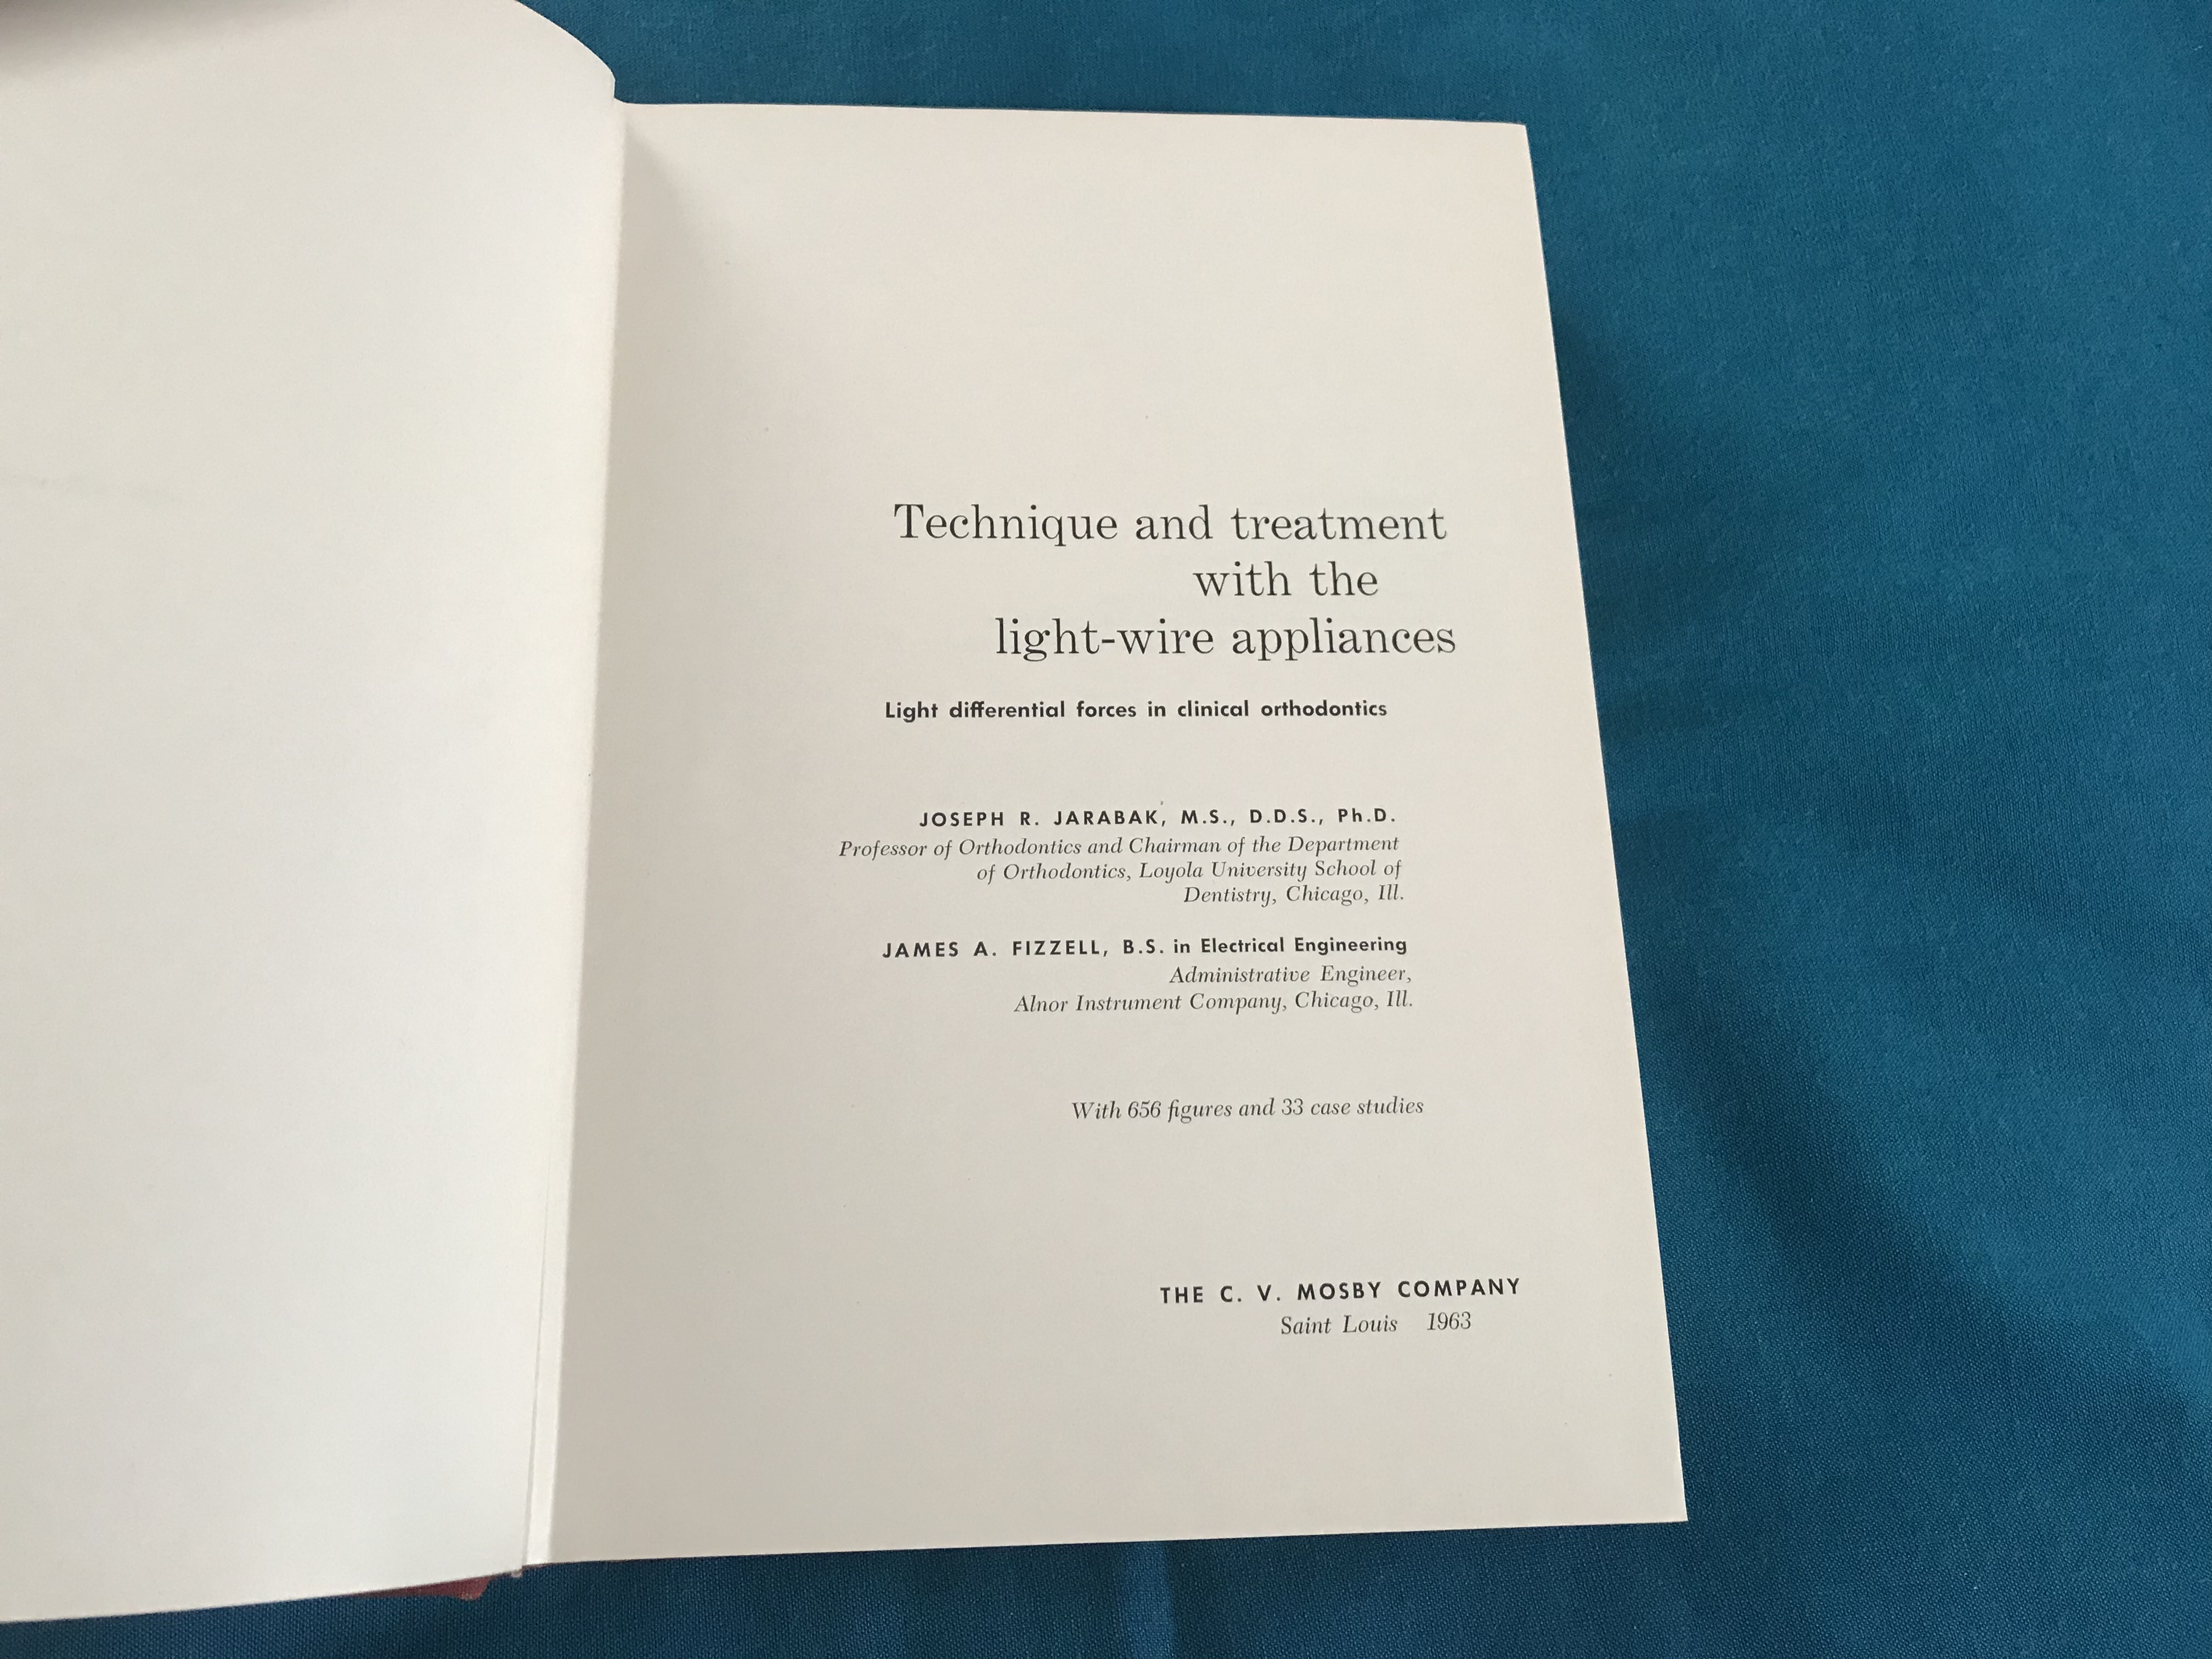 Technique and treatment
with the
light-wire appliances
Light differential forces in clinical orthodontics
JOSEPH R. JARABAK, M.S., D.D.S., Ph.D.
Professor of Orthodontics and Chairman of the Department
of Orthodontics, Loyola University School of
Dentistry, Chicago, Ill.
JAMES A. FIZZELL, B.S. in Electrical Engineering
Administrative Engineer,
Alnor Instrument Company, Chicago, Ill.
With 656 figures and 33 case studies
THE C. V. MOSBY COMPANY
Saint Louis 1963